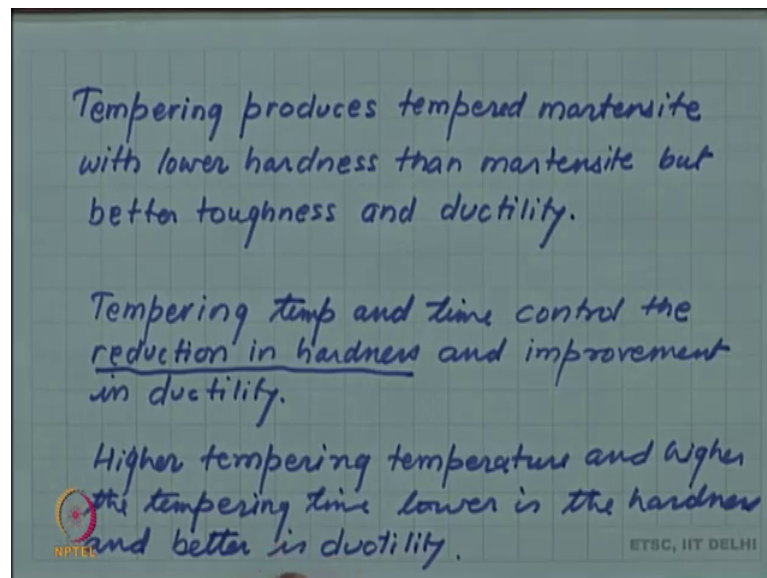 Tempering produces tempered martensite
with lower hardness than martensite but
better toughness and ductility.
Tempering temp and time control the
reduction in hardness and improvement
in ductility.
Higher tempering temperature and higher
the tempering time lower is the hardness
and better is ductility.
NPTEL
ETSC, IIT DELHI